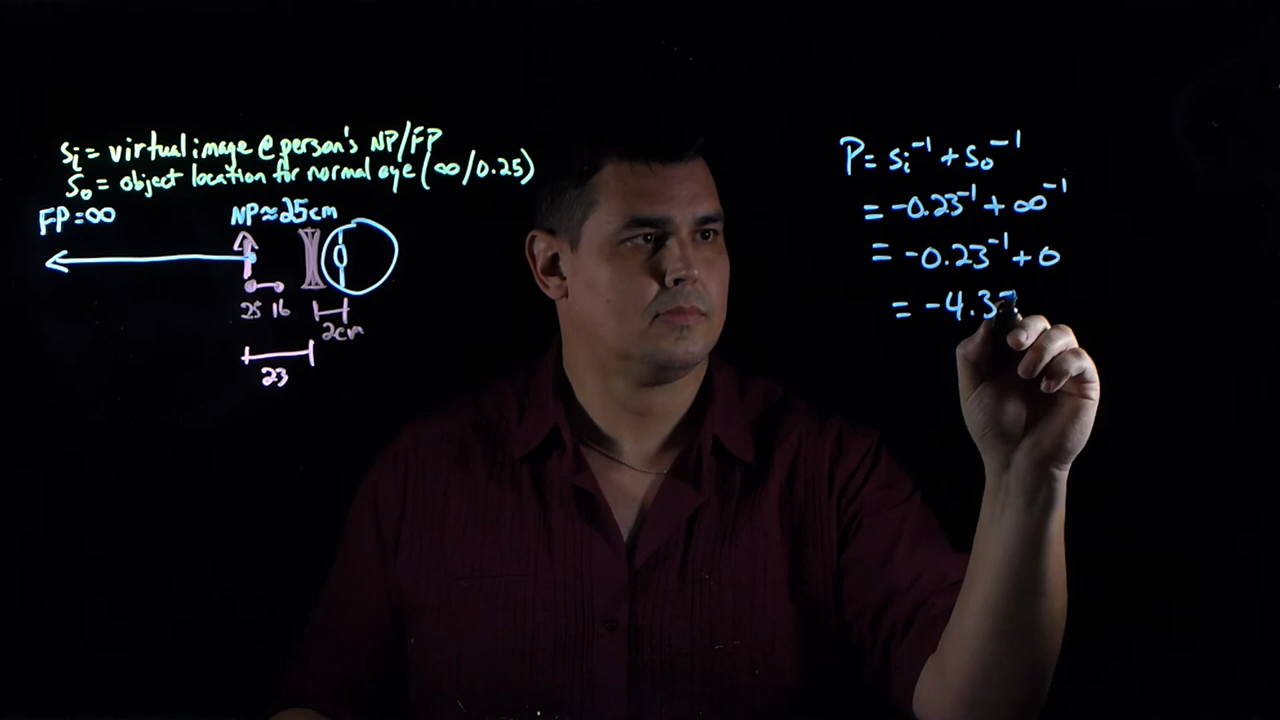 Si = virtual image @ person's NP/FP
So = object location for normal eye (∞/0.25)
FP=∞
NP≈25cm
25 16
2cm
23
P = Si⁻¹ + So⁻¹
= -0.23⁻¹ + ∞⁻¹
= -0.23⁻¹ + 0
= -4.3